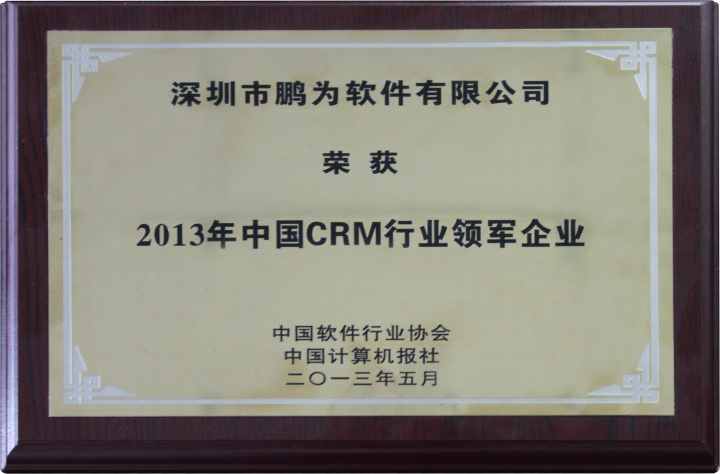 深圳市鹏为软件有限公司
荣 获
2013年中国CRM行业领军企业
中国软件行业协会
中国计算机报社
二〇一三年五月